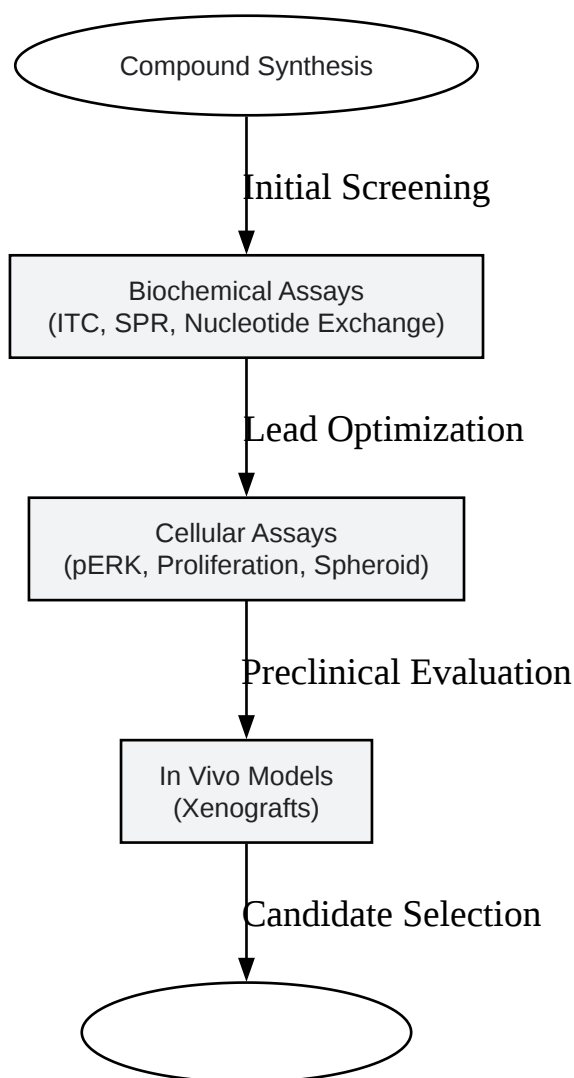 Compound Synthesis
Initial Screening
Biochemical Assays
(ITC, SPR, Nucleotide Exchange)
Lead Optimization
Cellular Assays
(pERK, Proliferation, Spheroid)
Preclinical Evaluation
In Vivo Models
(Xenografts)
Candidate Selection